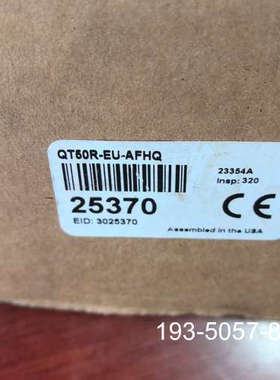 QT50R-EU-AFHQ
23354A
Insp: 320
25370
CE
EID: 3025370
Assembled in the USA
193-5057-8